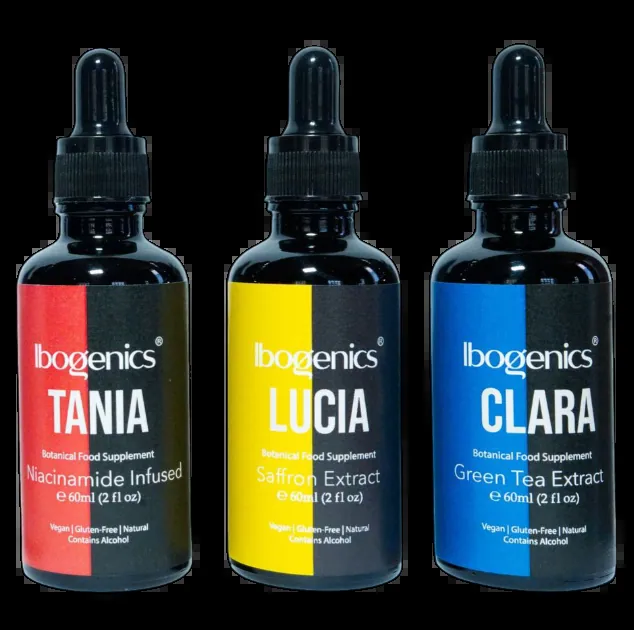 Ibogenics®
TANIA
Botanical Food Supplement
Niacinamide Infused
℮ 60ml (2 fl oz)
Vegan | Gluten-Free | Natural
Contains Alcohol
Ibogenics®
LUCIA
Botanical Food Supplement
Saffron Extract
℮ 60ml (2 fl oz)
Vegan | Gluten-Free | Natural
Contains Alcohol
Ibogenics®
CLARA
Botanical Food Supplement
Green Tea Extract
℮ 60ml (2 fl oz)
Vegan | Gluten-Free | Natural
Contains Alcohol